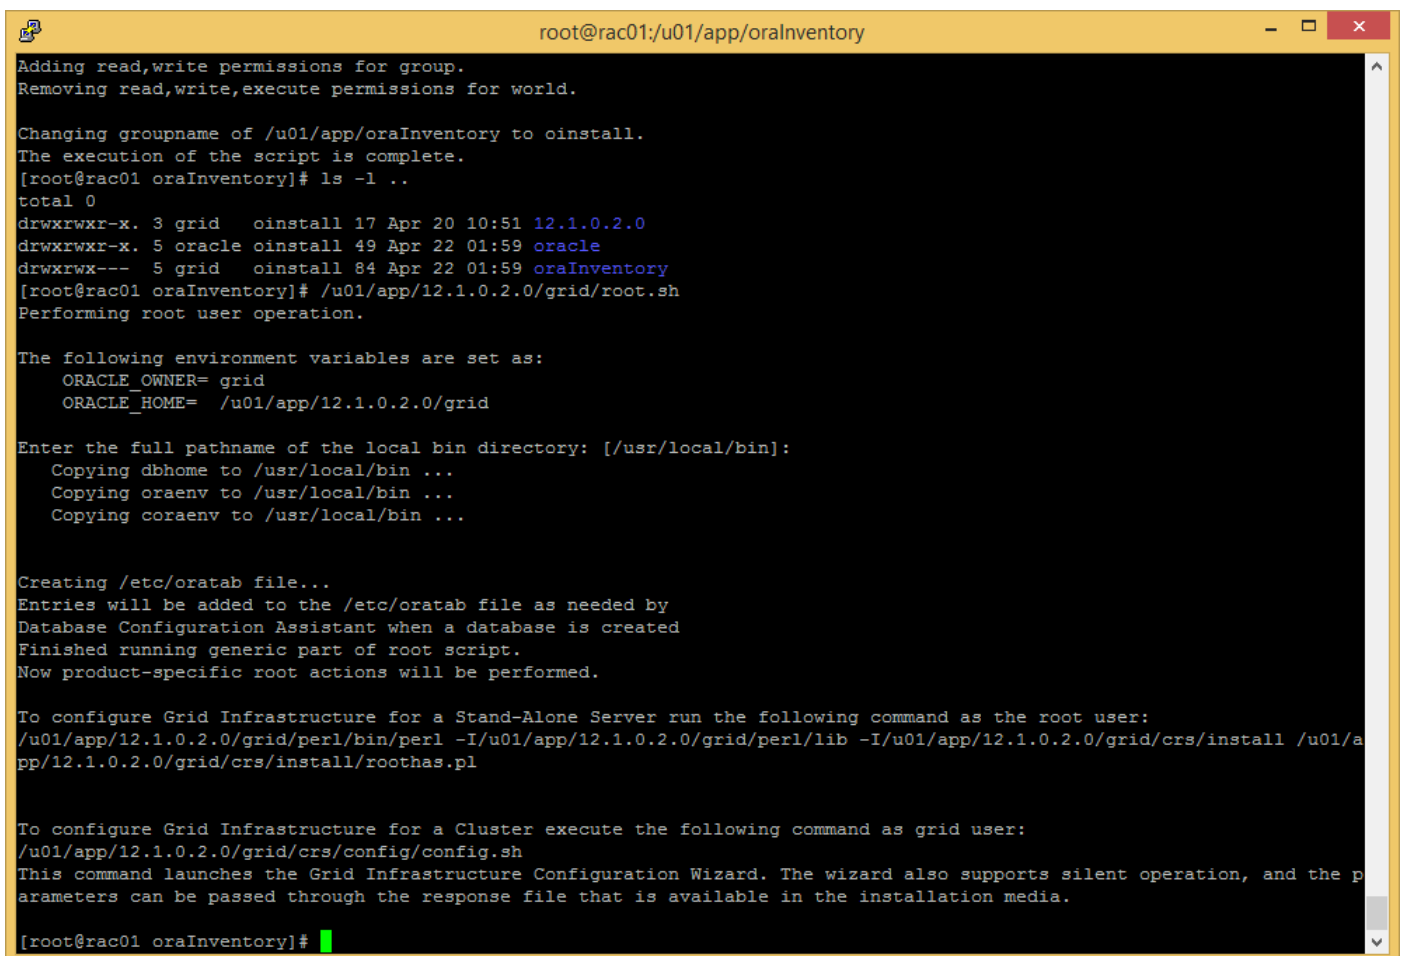 root@rac01:/u01/app/oraInventory
Adding read,write permissions for group.
Removing read,write,execute permissions for world.
Changing groupname of /u01/app/oraInventory to oinstall.
The execution of the script is complete.
[root@rac01 oraInventory]# ls -l ..
total 0
drwxrwxr-x. 3 grid   oinstall 17 Apr 20 10:51 12.1.0.2.0
drwxrwxr-x. 5 oracle oinstall 49 Apr 22 01:59 oracle
drwxrwx---  5 grid   oinstall 84 Apr 22 01:59 oraInventory
[root@rac01 oraInventory]# /u01/app/12.1.0.2.0/grid/root.sh
Performing root user operation.
The following environment variables are set as:
    ORACLE_OWNER= grid
    ORACLE_HOME=  /u01/app/12.1.0.2.0/grid
Enter the full pathname of the local bin directory: [/usr/local/bin]:
   Copying dbhome to /usr/local/bin ...
   Copying oraenv to /usr/local/bin ...
   Copying coraenv to /usr/local/bin ...
Creating /etc/oratab file...
Entries will be added to the /etc/oratab file as needed by
Database Configuration Assistant when a database is created
Finished running generic part of root script.
Now product-specific root actions will be performed.
To configure Grid Infrastructure for a Stand-Alone Server run the following command as the root user:
/u01/app/12.1.0.2.0/grid/perl/bin/perl -I/u01/app/12.1.0.2.0/grid/perl/lib -I/u01/app/12.1.0.2.0/grid/crs/install /u01/a
pp/12.1.0.2.0/grid/crs/install/roothas.pl
To configure Grid Infrastructure for a Cluster execute the following command as grid user:
/u01/app/12.1.0.2.0/grid/crs/config/config.sh
This command launches the Grid Infrastructure Configuration Wizard. The wizard also supports silent operation, and the p
arameters can be passed through the response file that is available in the installation media.
[root@rac01 oraInventory]#